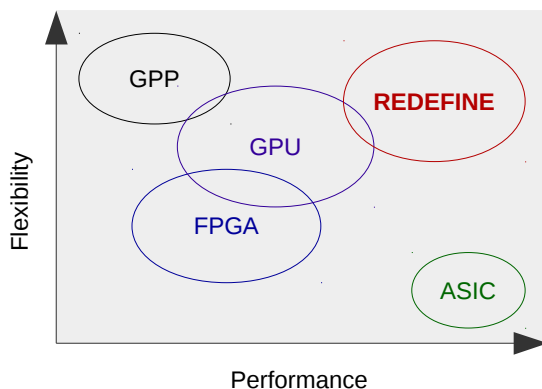 GPP
REDEFINE
GPU
FPGA
ASIC
Flexibility
Performance